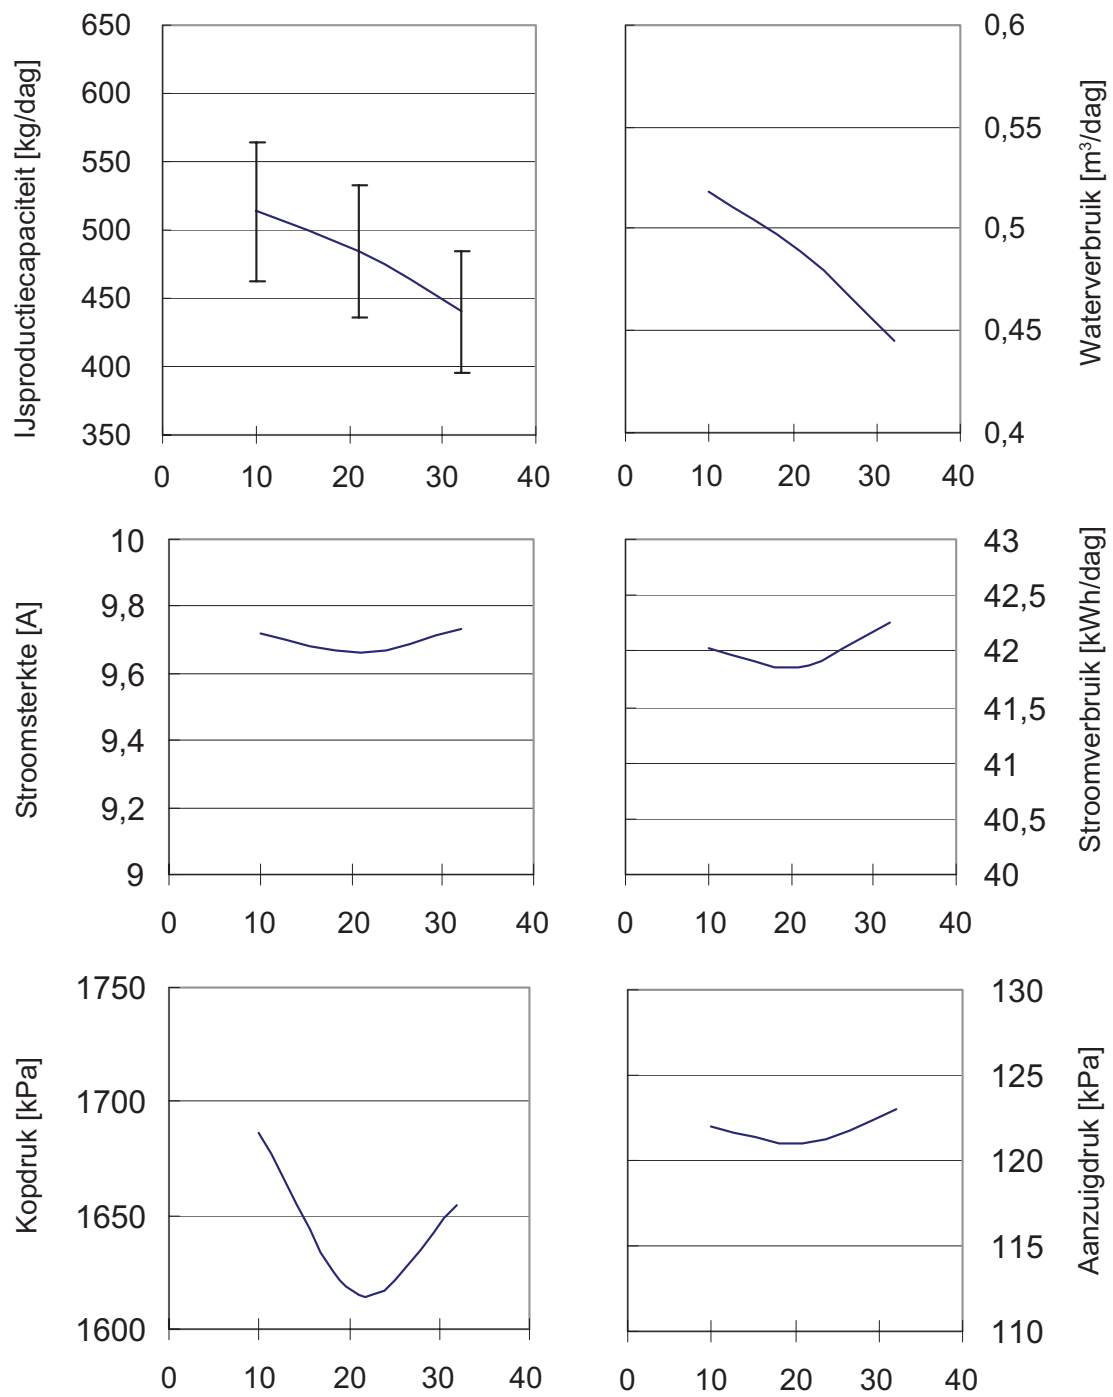 IJsproductiecapaciteit [kg/dag]
650
600
550
500
450
400
350
0 10 20 30 40
0,6
0,55
0,5
0,45
0,4
0 10 20 30 40
Waterverbruik [m³/dag]
Stroomsterkte [A]
10
9,8
9,6
9,4
9,2
9
0 10 20 30 40
43
42,5
42
41,5
41
40,5
40
0 10 20 30 40
Stroomverbruik [kWh/dag]
Kopdruk [kPa]
1750
1700
1650
1600
0 10 20 30 40
130
125
120
115
110
0 10 20 30 40
Aanzuigdruk [kPa]